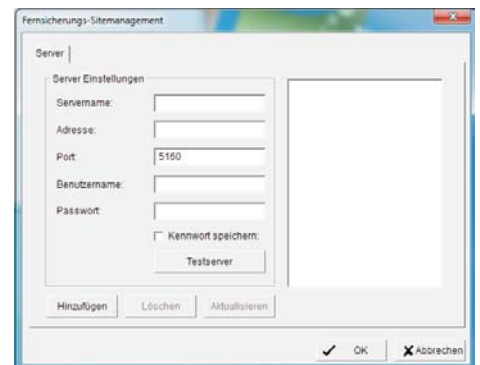 Fernsicherungs-Sitemanagement
Server
Server Einstellungen
Servername:
Adresse:
Port: 5160
Benutzername:
Passwort:
Kennwort speichern:
Testserver
Hinzufügen Löschen Aktualisieren
OK Abbrechen